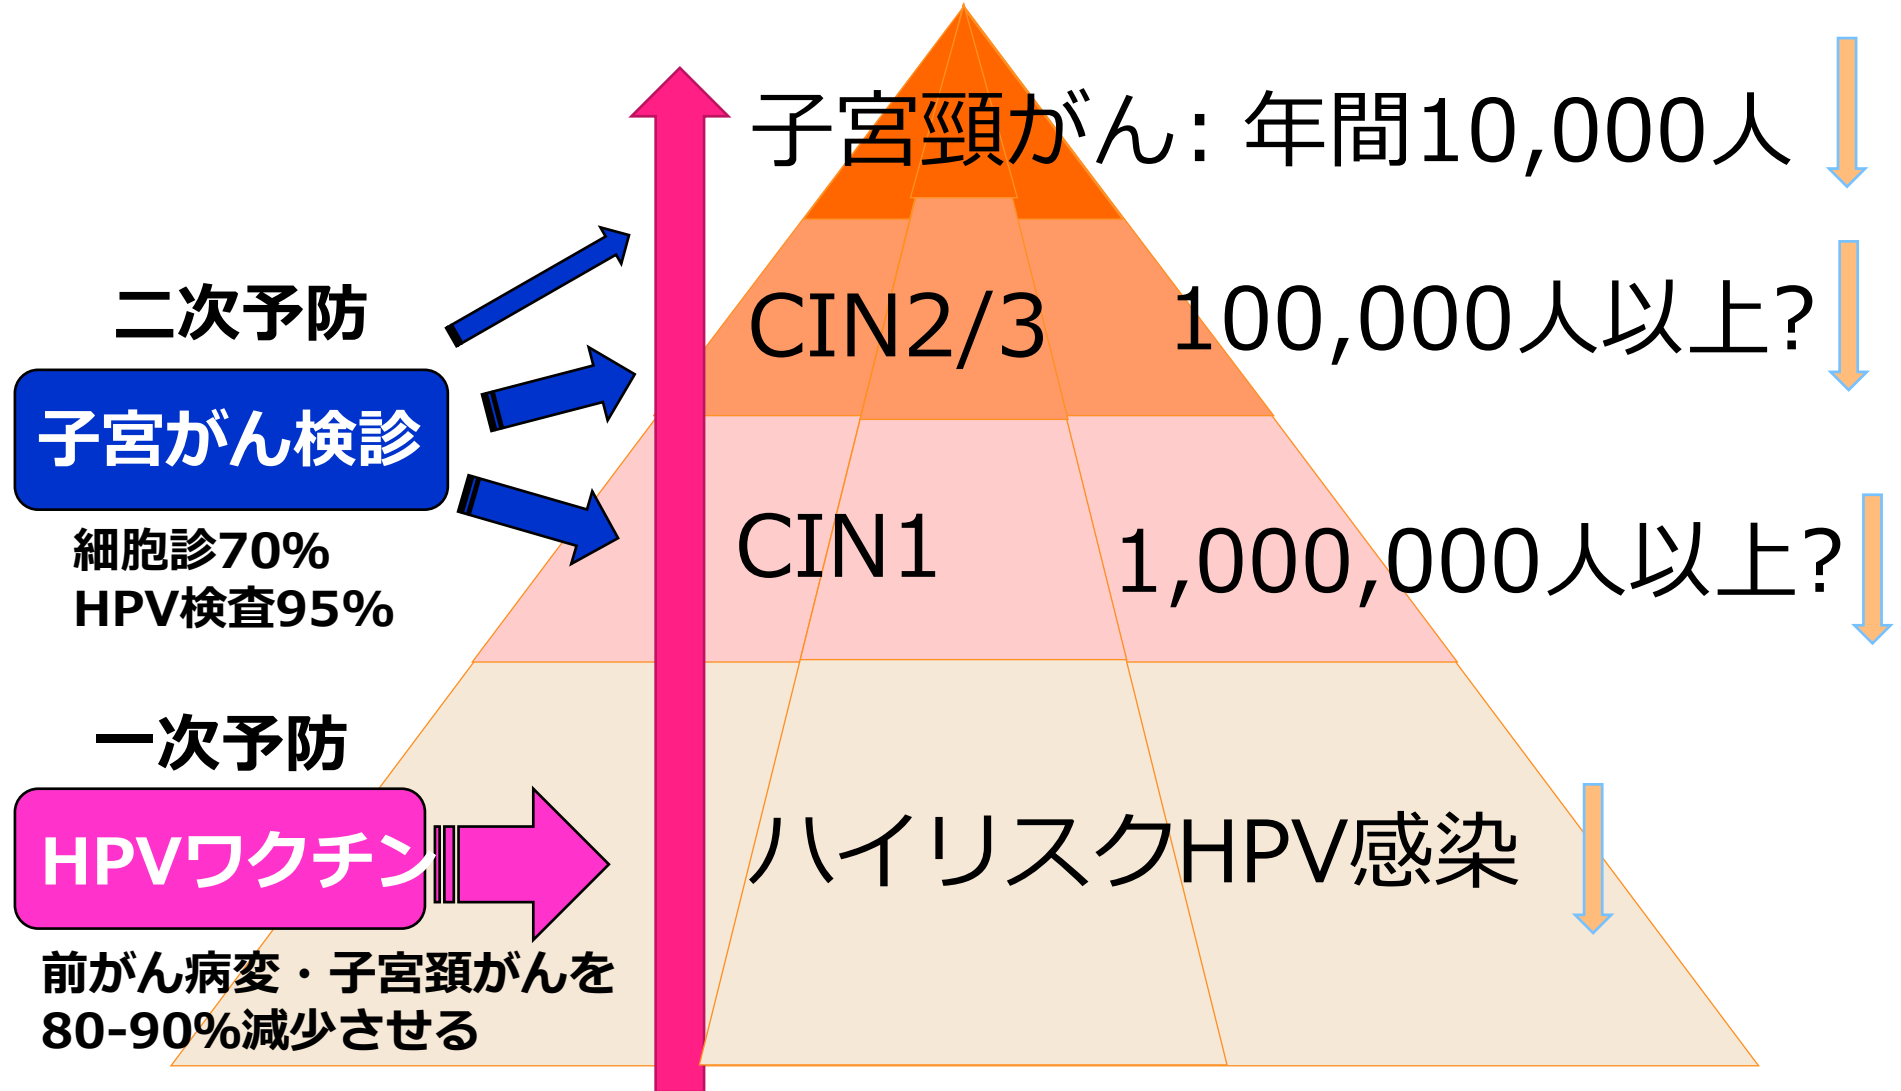 子宮頸がん: 年間10,000人
二次予防
CIN2/3 100,000人以上?
子宮がん検診
細胞診70%
HPV検査95%
CIN1 1,000,000人以上?
一次予防
HPVワクチン
ハイリスクHPV感染
前がん病変・子宮頚がんを
80-90%減少させる